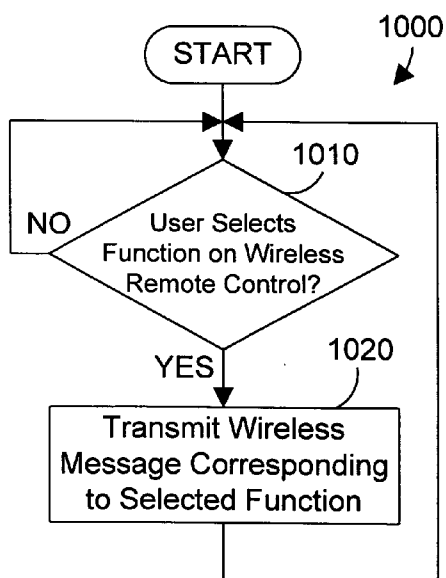 1000
START
1010
NO
User Selects
Function on Wireless
Remote Control?
YES
1020
Transmit Wireless
Message Corresponding
to Selected Function